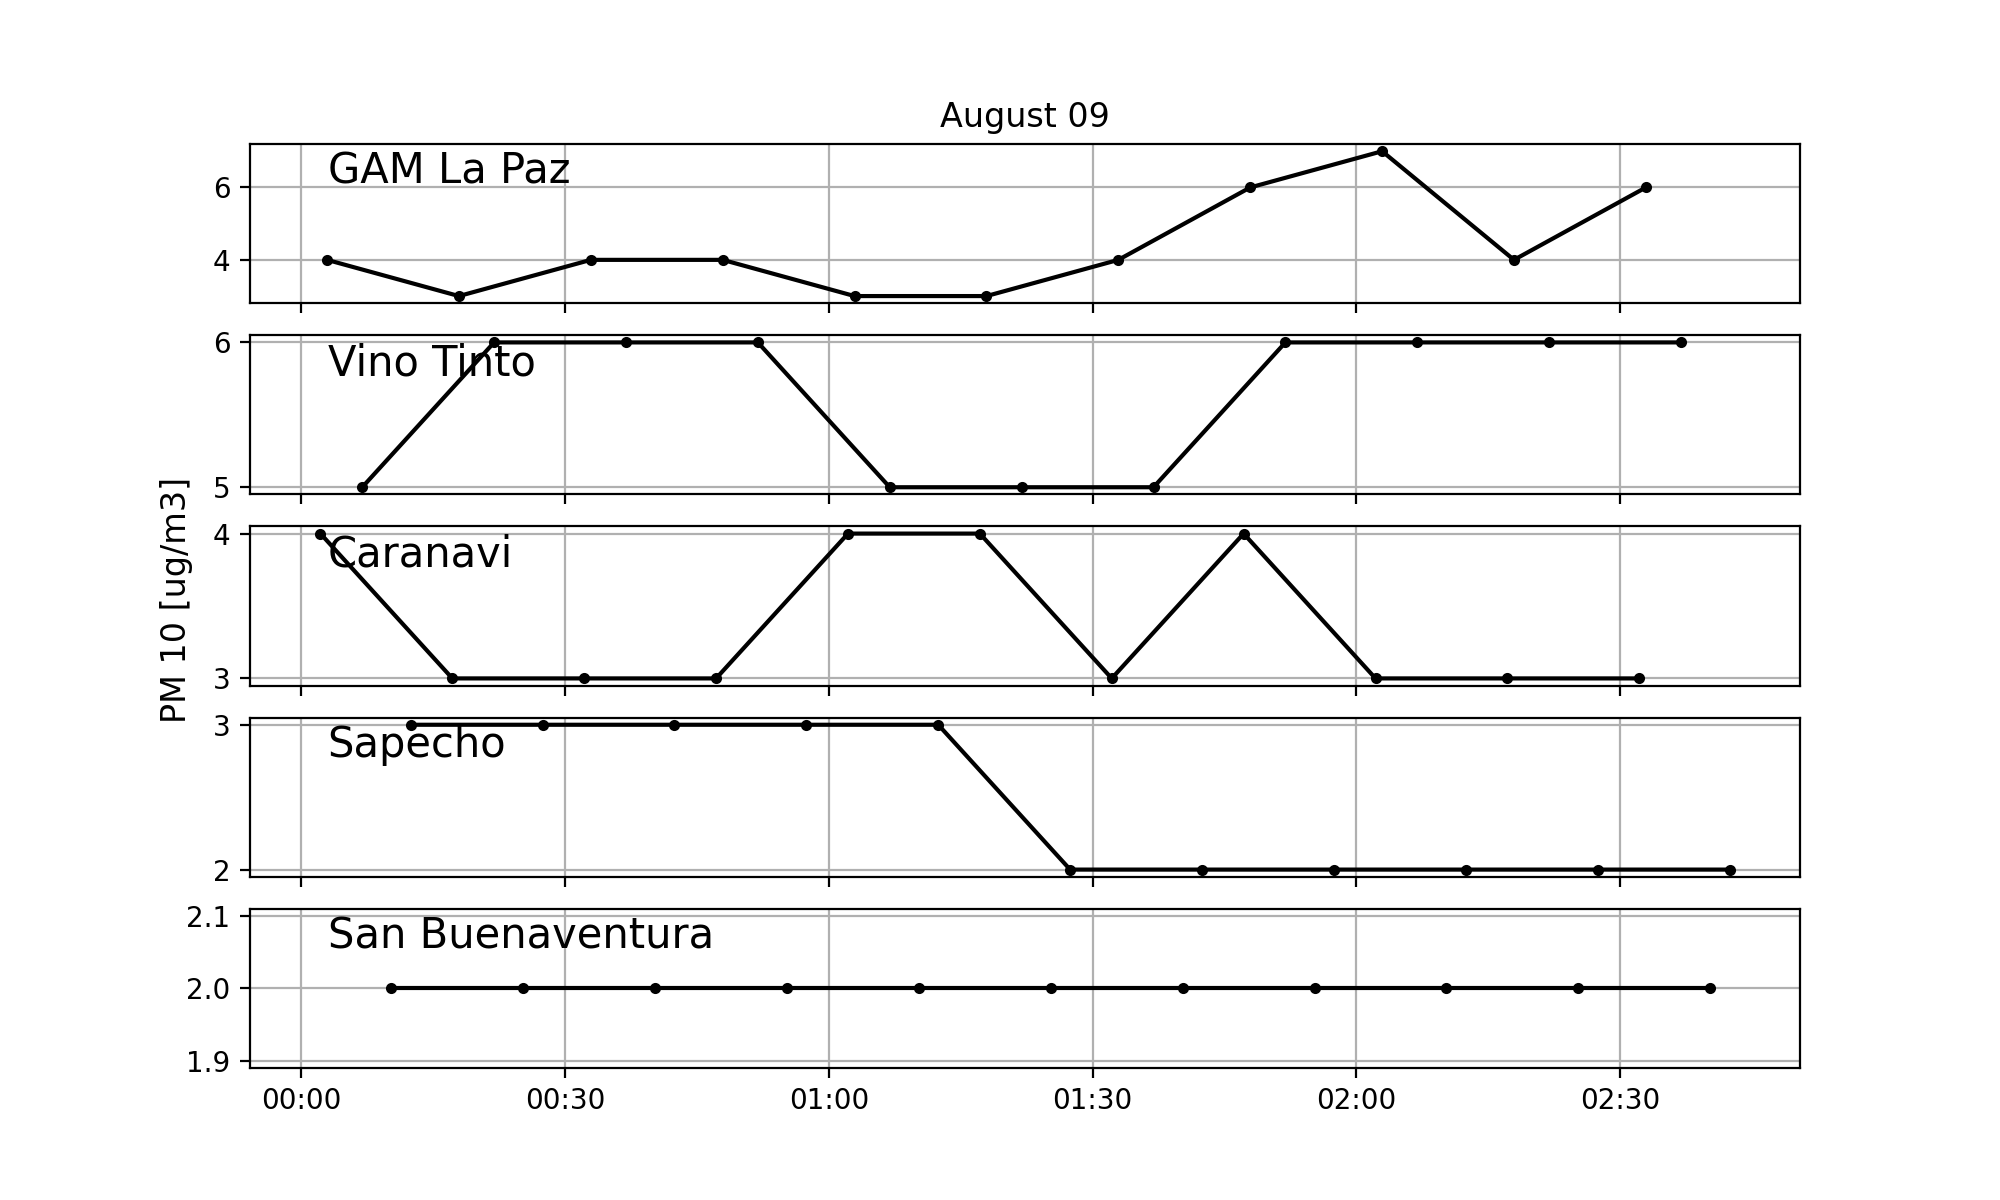 August 09
GAM La Paz
6
4
Vino Tinto
6
5
PM 10 [ug/m3]
Caranavi
4
3
Sapecho
3
2
San Buenaventura
2.1
2.0
1.9
00:00 00:30 01:00 01:30 02:00 02:30